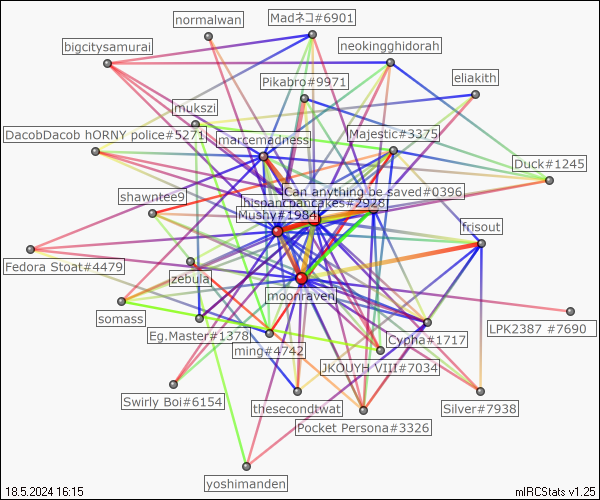 normalwan
Madネコ#6901
bigcitysamurai
neokingghidorah
Pikabro#9971
eliakith
mukszi
DacobDacob hORNY police#5271
marcemadness
Majestic#3375
Duck#1245
Can anything be saved#0396
shawntee9
Mushy#1984
frisout
Fedora Stoat#4479
zebula
moonraven
somass
LPK2387 #7690
Eg.Master#1378
Cypha#1717
ming#4742
JKOUYH VIII#7034
Swirly Boi#6154
thesecondtwat
Silver#7938
Pocket Persona#3326
yoshimanden
18.5.2024 16:15
mIRCStats v1.25